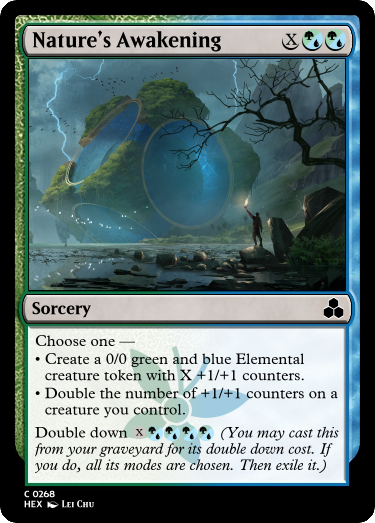 Nature's Awakening X
Sorcery
Choose one —
• Create a 0/0 green and blue Elemental
creature token with X +1/+1 counters.
• Double the number of +1/+1 counters on a
creature you control.
Double down X (You may cast this
from your graveyard for its double down cost. If
you do, all its modes are chosen. Then exile it.)
C 0268
HEX Lei Chu